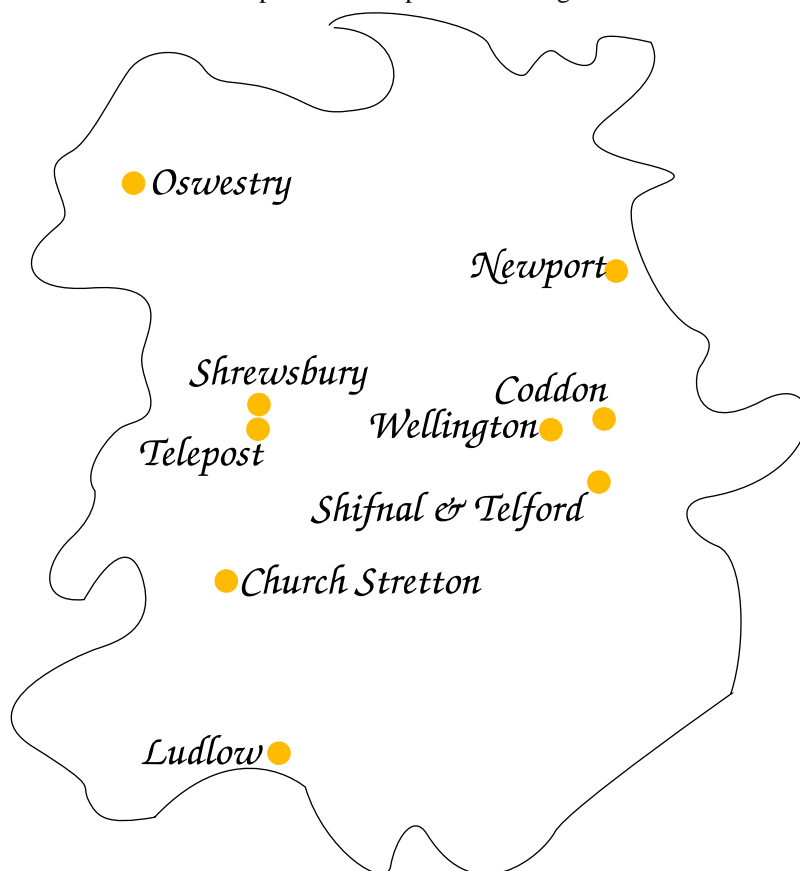 Oswestry
Newport
Shrewsbury
Coddon
Wellington
Telepost
Shifnal & Telford
Church Stretton
Ludlow